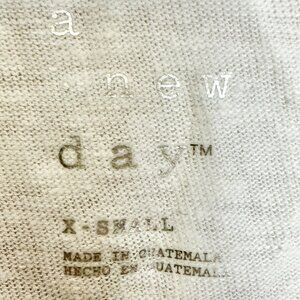 a
new
day™
X-SMALL
MADE IN GUATEMALA
HECHO EN GUATEMALA